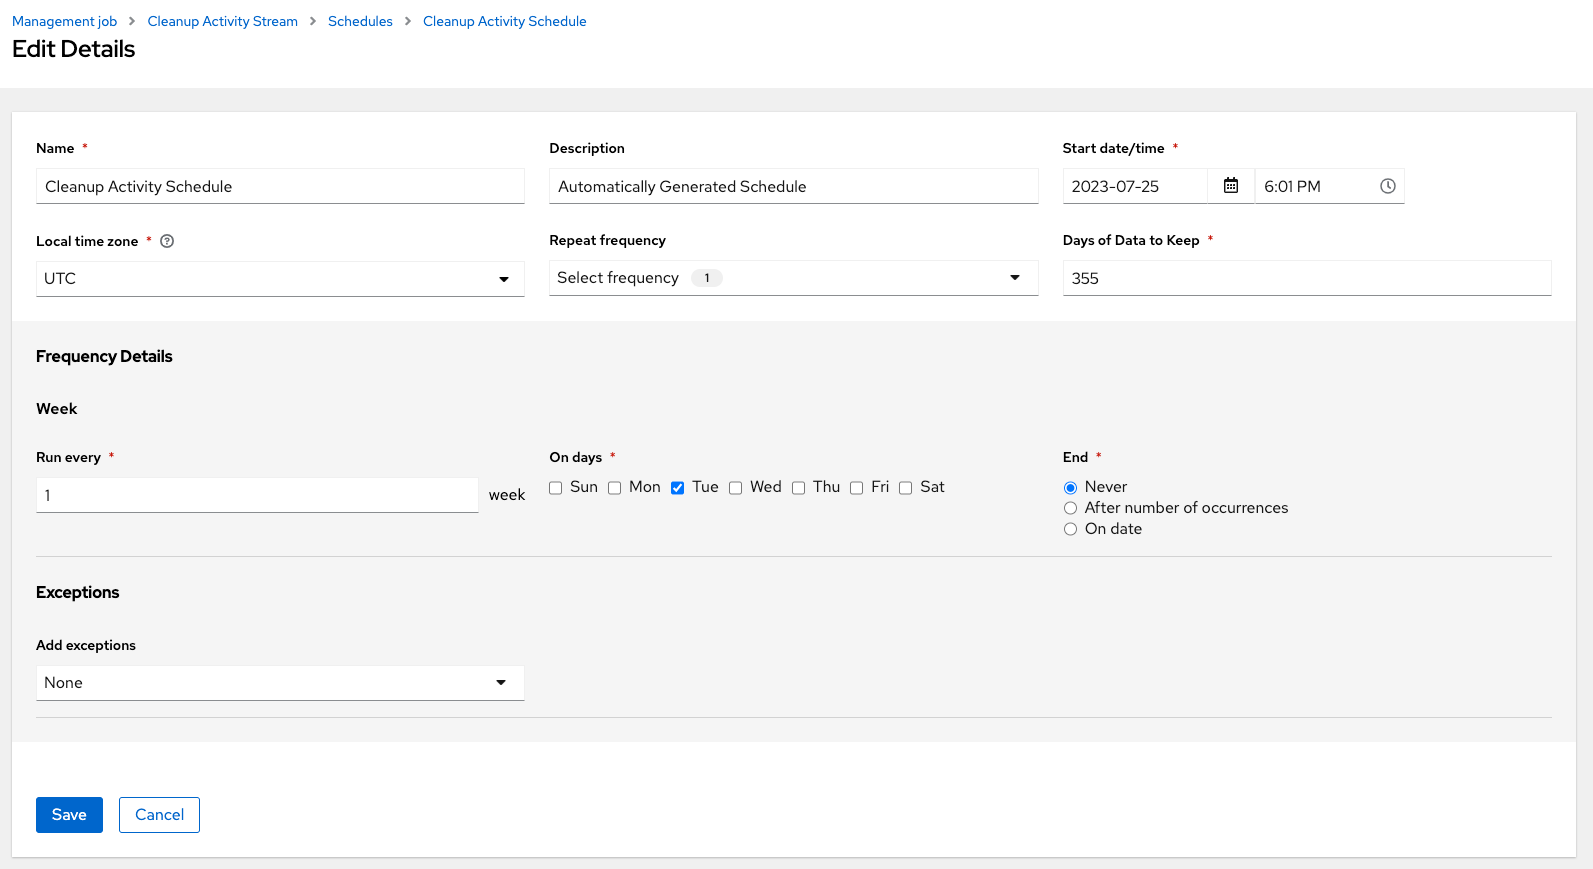 Management job > Cleanup Activity Stream > Schedules > Cleanup Activity Schedule
Edit Details
Name * Description Start date/time *
Cleanup Activity Schedule Automatically Generated Schedule 2023-07-25 6:01 PM
Local time zone * ? Repeat frequency Days of Data to Keep *
UTC Select frequency 1 355
Frequency Details
Week
Run every * On days * End *
1 week Sun Mon Tue Wed Thu Fri Sat Never
After number of occurrences
On date
Exceptions
Add exceptions
None
Save Cancel